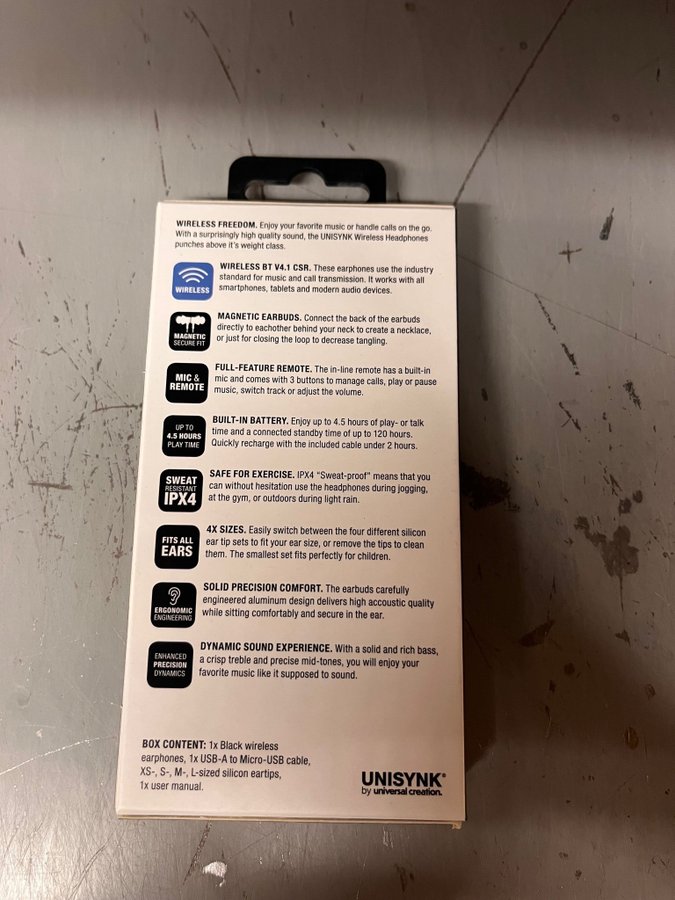 WIRELESS FREEDOM. Enjoy your favorite music or handle calls on the go.
With a surprisingly high quality sound, the UNISYNK Wireless Headphones
punches above it's weight class.
WIRELESS
WIRELESS BT V4.1 CSR. These earphones use the industry
standard for music and call transmission. It works with all
smartphones, tablets and modern audio devices.
MAGNETIC
SECURE FIT
MAGNETIC EARBUDS. Connect the back of the earbuds
directly to eachother behind your neck to create a necklace,
or just for closing the loop to decrease tangling.
MIC &
REMOTE
FULL-FEATURE REMOTE. The in-line remote has a built-in
mic and comes with 3 buttons to manage calls, play or pause
music, switch track or adjust the volume.
UP TO
4.5 HOURS
PLAY TIME
BUILT-IN BATTERY. Enjoy up to 4.5 hours of play- or talk
time and a connected standby time of up to 120 hours.
Quickly recharge with the included cable under 2 hours.
SWEAT
RESISTANT
IPX4
SAFE FOR EXERCISE. IPX4 “Sweat-proof” means that you
can without hesitation use the headphones during jogging,
at the gym, or outdoors during light rain.
FITS ALL
EARS
4X SIZES. Easily switch between the four different silicon
ear tip sets to fit your ear size, or remove the tips to clean
them. The smallest set fits perfectly for children.
ERGONOMIC
ENGINEERING
SOLID PRECISION COMFORT. The earbuds carefully
engineered aluminum design delivers high accoustic quality
while sitting comfortably and secure in the ear.
ENHANCED
PRECISION
DYNAMICS
DYNAMIC SOUND EXPERIENCE. With a solid and rich bass,
a crisp treble and precise mid-tones, you will enjoy your
favorite music like it supposed to sound.
BOX CONTENT: 1x Black wireless
earphones, 1x USB-A to Micro-USB cable,
XS-, S-, M-, L-sized silicon eartips,
1x user manual.
UNISYNK®
by universal creation.